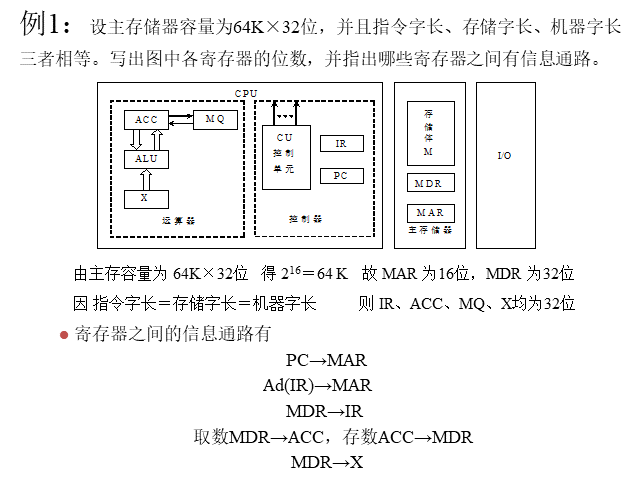 例1：设主存储器容量为64K×32位，并且指令字长、存储字长、机器字长
三者相等。写出图中各寄存器的位数，并指出哪些寄存器之间有信息通路。
CPU
ACC
MQ
ALU
X
运算器
CU
控制
单元
IR
PC
控制器
存
储
体
M
MDR
MAR
主存储器
I/O
由主存容量为 64K×32位 得 2¹⁶＝64 K 故 MAR 为16位，MDR 为32位
因 指令字长＝存储字长＝机器字长 则 IR、ACC、MQ、X均为32位
● 寄存器之间的信息通路有
PC→MAR
Ad(IR)→MAR
MDR→IR
取数MDR→ACC，存数ACC→MDR
MDR→X